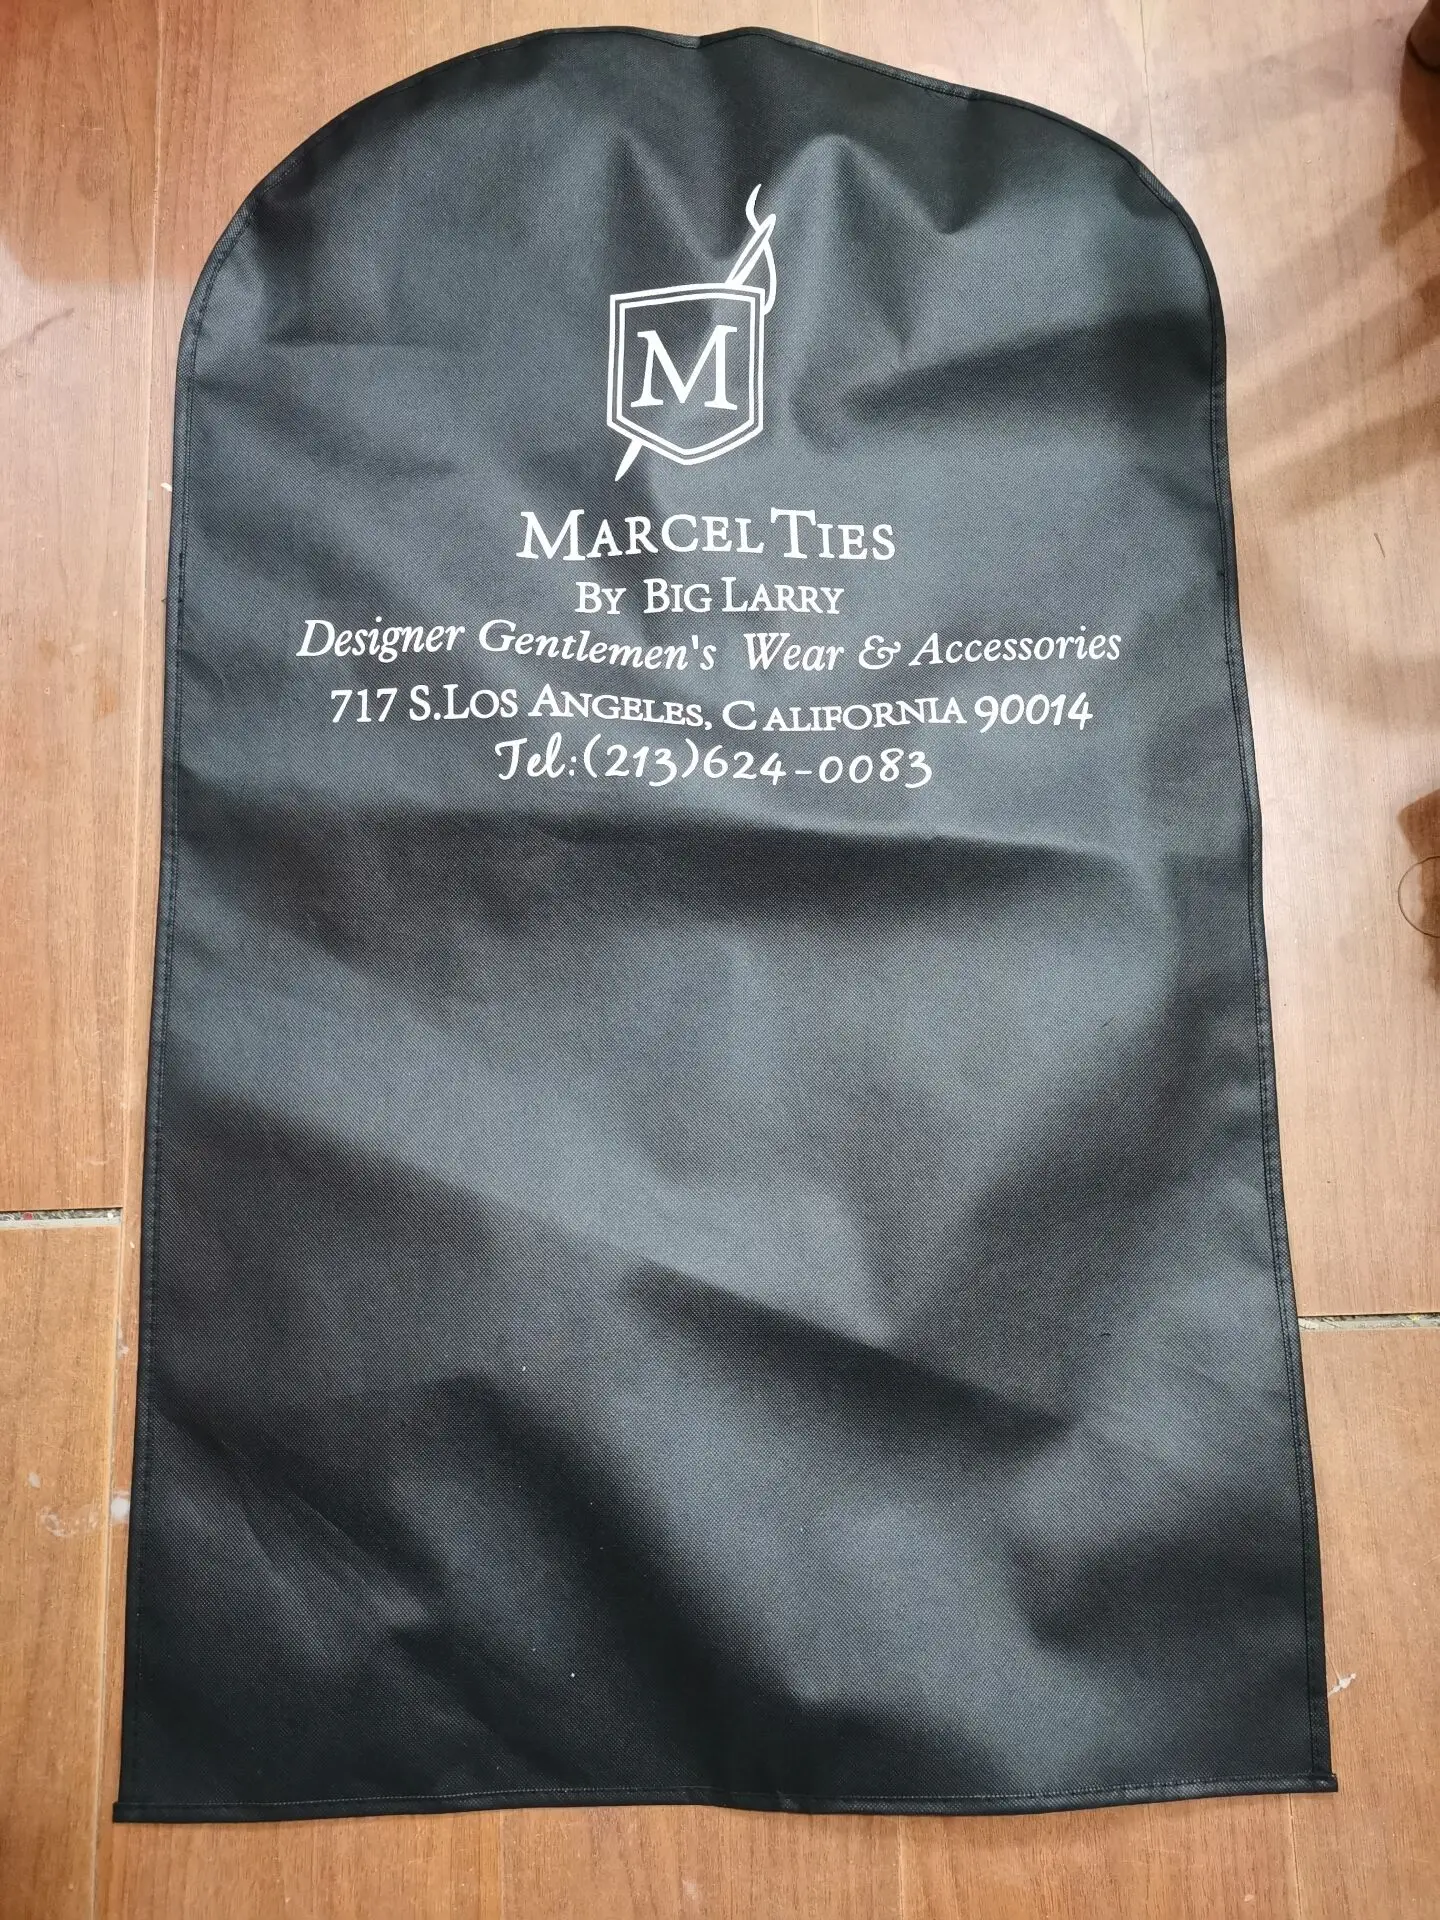 M
MARCEL TIES
BY BIG LARRY
Designer Gentlemen's Wear & Accessories
717 S.LOS ANGELES, CALIFORNIA 90014
Tel:(213)624-0083